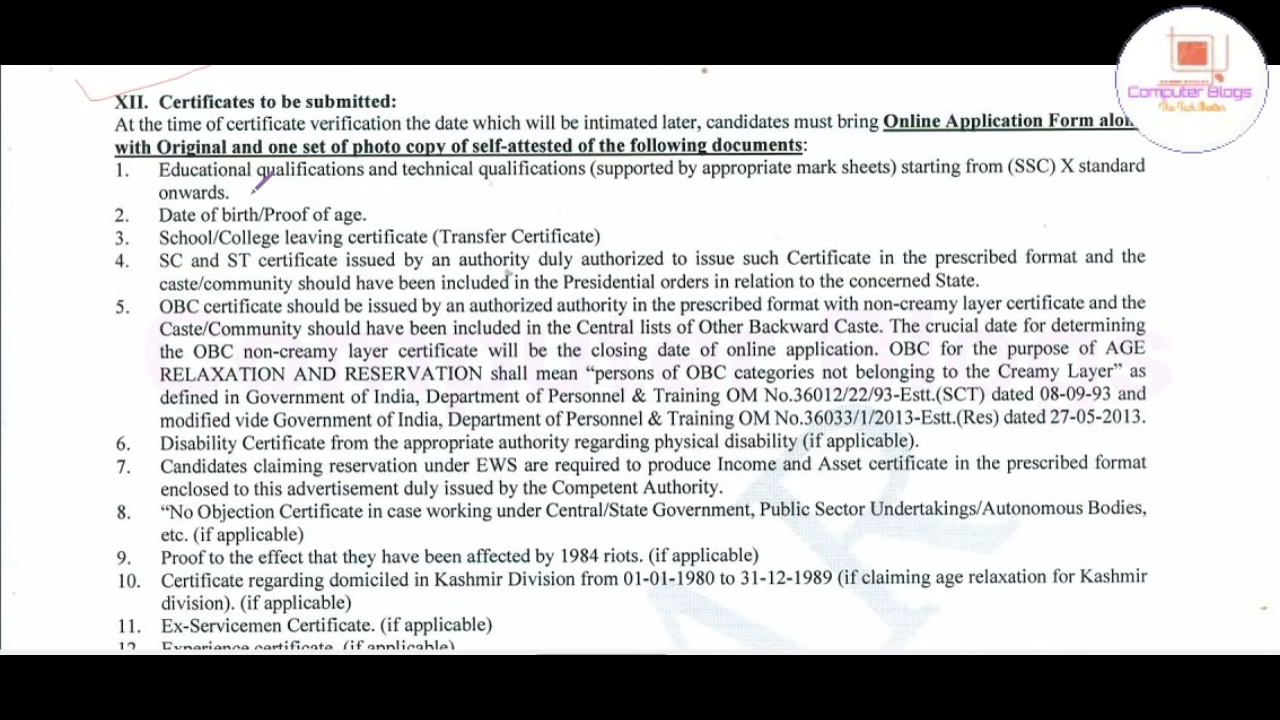 Computer Blogs
The Tech Master
XII. Certificates to be submitted:
At the time of certificate verification the date which will be intimated later, candidates must bring Online Application Form along
with Original and one set of photo copy of self-attested of the following documents:
1. Educational qualifications and technical qualifications (supported by appropriate mark sheets) starting from (SSC) X standard
onwards.
2. Date of birth/Proof of age.
3. School/College leaving certificate (Transfer Certificate)
4. SC and ST certificate issued by an authority duly authorized to issue such Certificate in the prescribed format and the
caste/community should have been included in the Presidential orders in relation to the concerned State.
5. OBC certificate should be issued by an authorized authority in the prescribed format with non-creamy layer certificate and the
Caste/Community should have been included in the Central lists of Other Backward Caste. The crucial date for determining
the OBC non-creamy layer certificate will be the closing date of online application. OBC for the purpose of AGE
RELAXATION AND RESERVATION shall mean “persons of OBC categories not belonging to the Creamy Layer” as
defined in Government of India, Department of Personnel & Training OM No.36012/22/93-Estt.(SCT) dated 08-09-93 and
modified vide Government of India, Department of Personnel & Training OM No.36033/1/2013-Estt.(Res) dated 27-05-2013.
6. Disability Certificate from the appropriate authority regarding physical disability (if applicable).
7. Candidates claiming reservation under EWS are required to produce Income and Asset certificate in the prescribed format
enclosed to this advertisement duly issued by the Competent Authority.
8. “No Objection Certificate in case working under Central/State Government, Public Sector Undertakings/Autonomous Bodies,
etc. (if applicable)
9. Proof to the effect that they have been affected by 1984 riots. (if applicable)
10. Certificate regarding domiciled in Kashmir Division from 01-01-1980 to 31-12-1989 (if claiming age relaxation for Kashmir
division). (if applicable)
11. Ex-Servicemen Certificate. (if applicable)
12. Experience certificate. (if applicable)